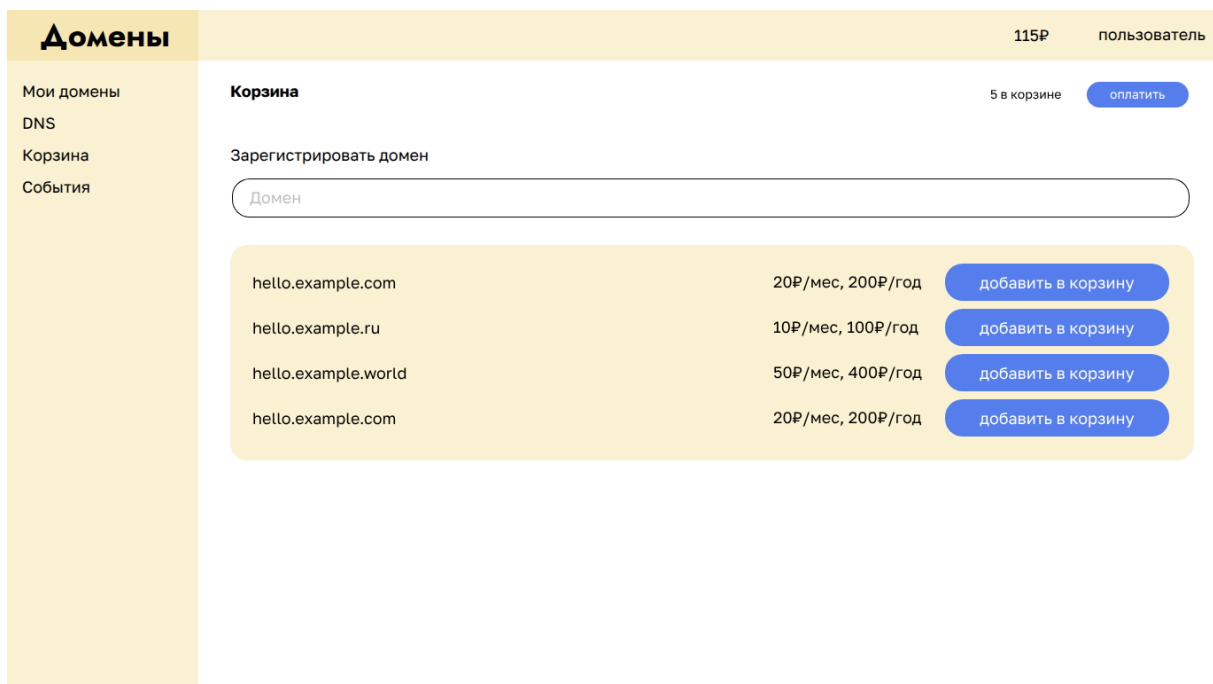 Домены 115₽ пользователь
Мои домены
DNS
Корзина
События
Корзина 5 в корзине оплатить
Зарегистрировать домен
Домен
hello.example.com 20₽/мес, 200₽/год добавить в корзину
hello.example.ru 10₽/мес, 100₽/год добавить в корзину
hello.example.world 50₽/мес, 400₽/год добавить в корзину
hello.example.com 20₽/мес, 200₽/год добавить в корзину